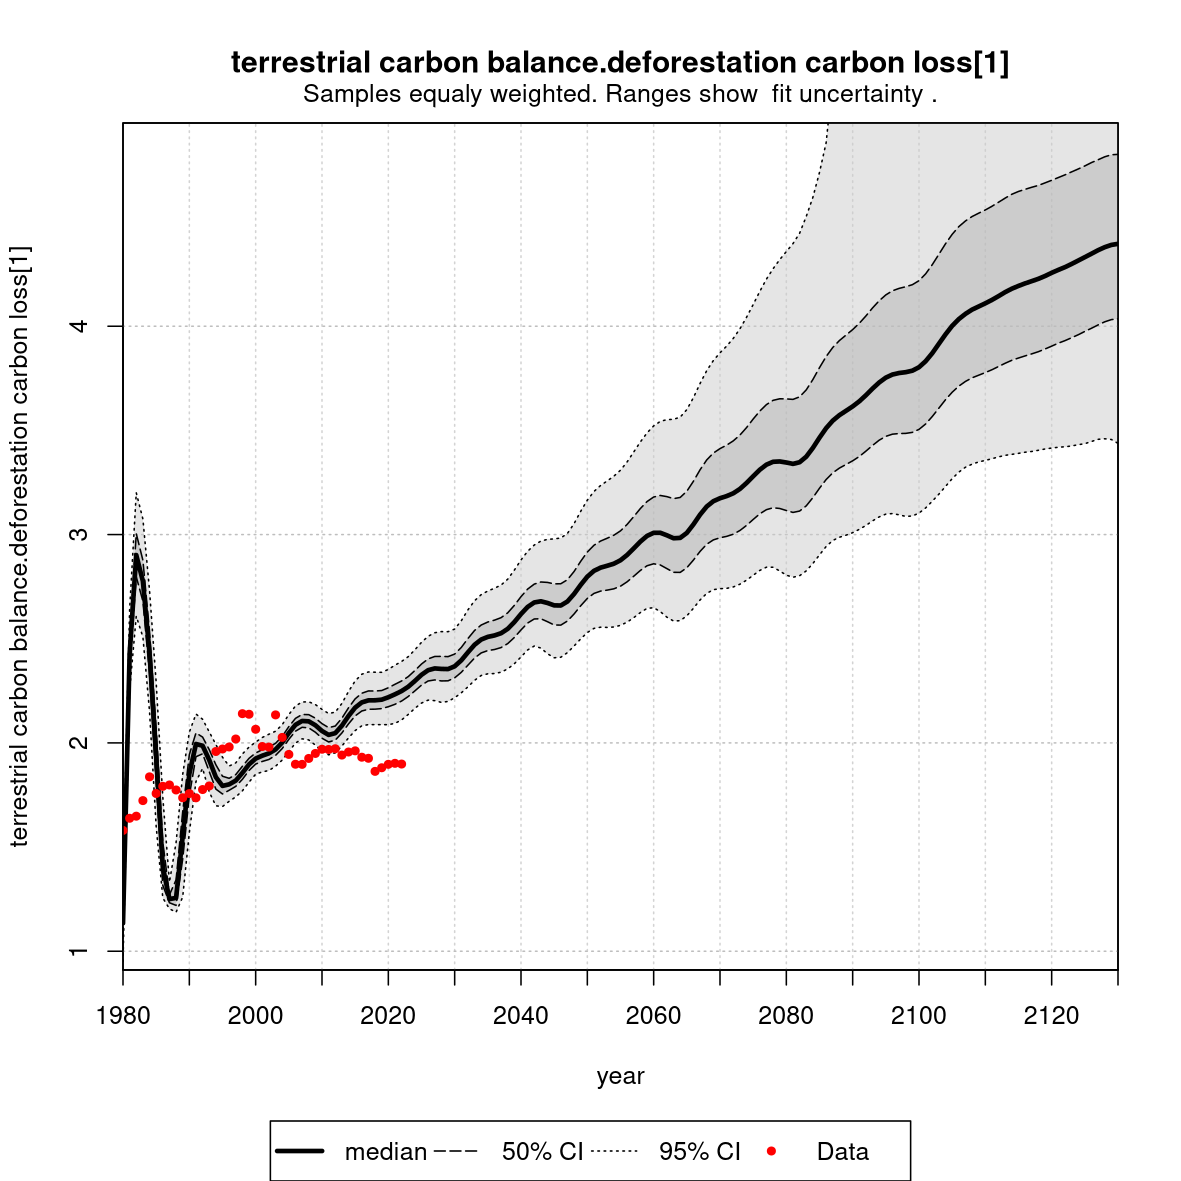 terrestrial carbon balance.deforestation carbon loss[1]
Samples equaly weighted. Ranges show  fit uncertainty .
terrestrial carbon balance.deforestation carbon loss[1]
4
3
2
1
1980 2000 2020 2040 2060 2080 2100 2120
year
median 50% CI 95% CI Data